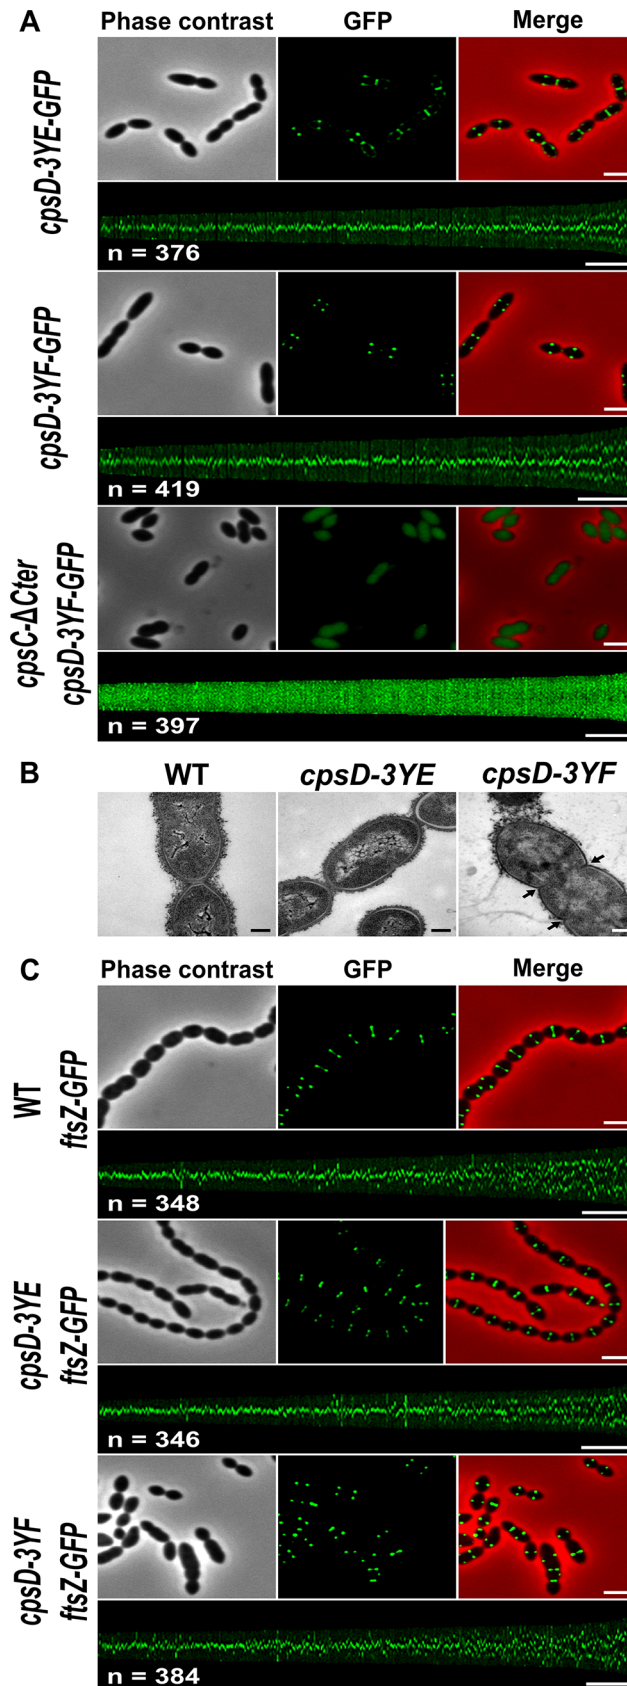 A
Phase contrast GFP Merge
cpsD-3YE-GFP
n = 376
cpsD-3YF-GFP
n = 419
cpsC-ΔCter
cpsD-3YF-GFP
n = 397
B
WT cpsD-3YE cpsD-3YF
C
Phase contrast GFP Merge
WT
ftsZ-GFP
n = 348
cpsD-3YE
ftsZ-GFP
n = 346
cpsD-3YF
ftsZ-GFP
n = 384